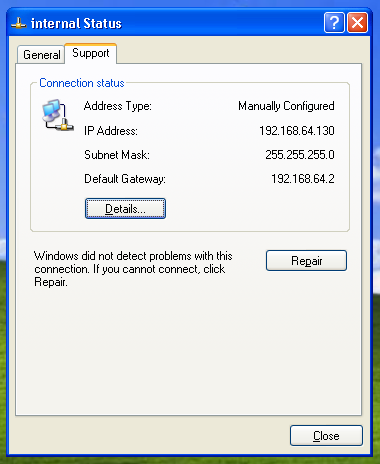 internal Status
General
Support
Connection status
Address Type: Manually Configured
IP Address: 192.168.64.130
Subnet Mask: 255.255.255.0
Default Gateway: 192.168.64.2
Details...
Windows did not detect problems with this
connection. If you cannot connect, click
Repair.
Repair
Close